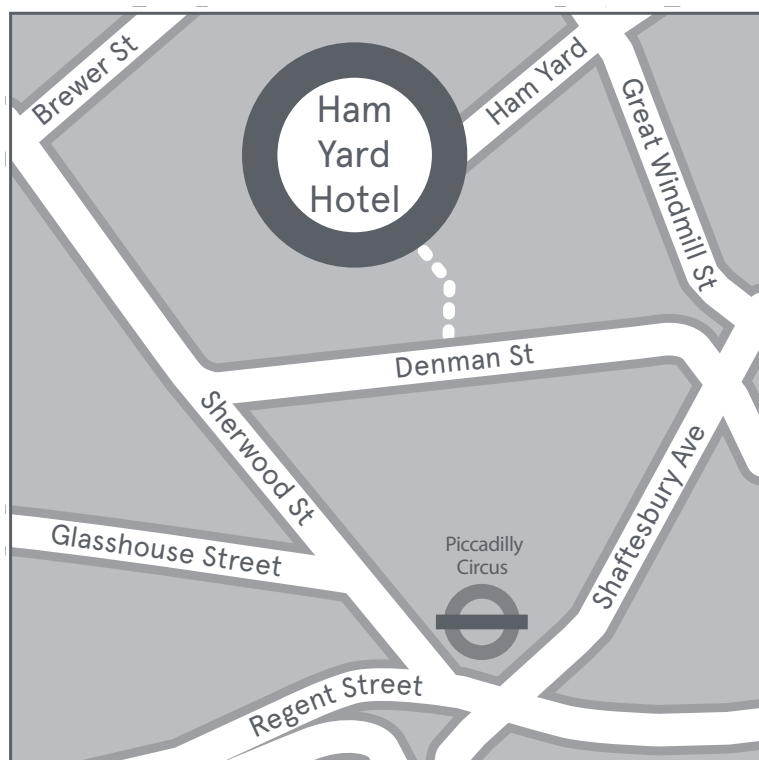 Brewer St
Ham
Yard
Hotel
Ham Yard
Great Windmill St
Denman St
Sherwood St
Shaftesbury Ave
Glasshouse Street
Piccadilly
Circus
Regent Street